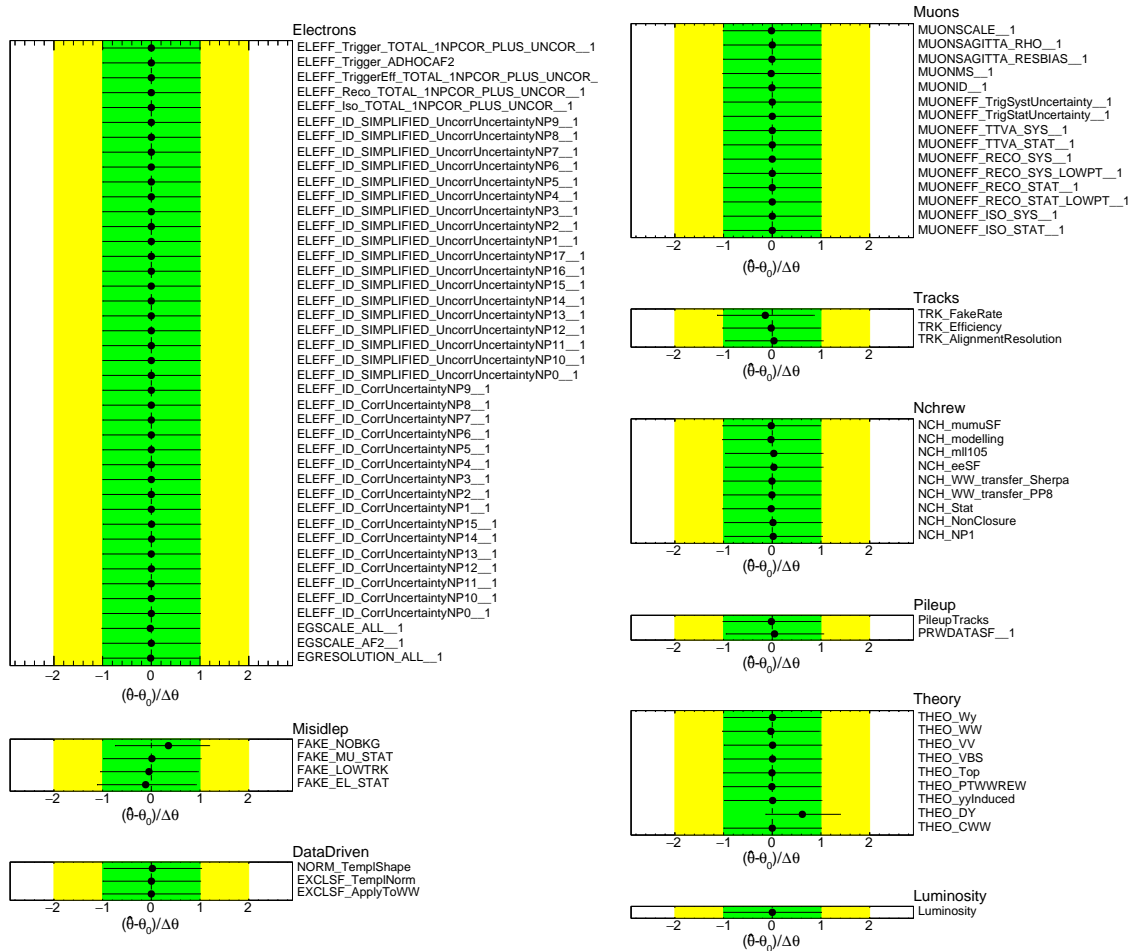 Electrons
ELEFF_Trigger_TOTAL_1NPCOR_PLUS_UNCOR__1
ELEFF_Trigger_ADHOCAF2
ELEFF_TriggerEff_TOTAL_1NPCOR_PLUS_UNCOR_
ELEFF_Reco_TOTAL_1NPCOR_PLUS_UNCOR__1
ELEFF_Iso_TOTAL_1NPCOR_PLUS_UNCOR__1
ELEFF_ID_SIMPLIFIED_UncorrUncertaintyNP9__1
ELEFF_ID_SIMPLIFIED_UncorrUncertaintyNP8__1
ELEFF_ID_SIMPLIFIED_UncorrUncertaintyNP7__1
ELEFF_ID_SIMPLIFIED_UncorrUncertaintyNP6__1
ELEFF_ID_SIMPLIFIED_UncorrUncertaintyNP5__1
ELEFF_ID_SIMPLIFIED_UncorrUncertaintyNP4__1
ELEFF_ID_SIMPLIFIED_UncorrUncertaintyNP3__1
ELEFF_ID_SIMPLIFIED_UncorrUncertaintyNP2__1
ELEFF_ID_SIMPLIFIED_UncorrUncertaintyNP1__1
ELEFF_ID_SIMPLIFIED_UncorrUncertaintyNP17__1
ELEFF_ID_SIMPLIFIED_UncorrUncertaintyNP16__1
ELEFF_ID_SIMPLIFIED_UncorrUncertaintyNP15__1
ELEFF_ID_SIMPLIFIED_UncorrUncertaintyNP14__1
ELEFF_ID_SIMPLIFIED_UncorrUncertaintyNP13__1
ELEFF_ID_SIMPLIFIED_UncorrUncertaintyNP12__1
ELEFF_ID_SIMPLIFIED_UncorrUncertaintyNP11__1
ELEFF_ID_SIMPLIFIED_UncorrUncertaintyNP10__1
ELEFF_ID_SIMPLIFIED_UncorrUncertaintyNP0__1
ELEFF_ID_CorrUncertaintyNP9__1
ELEFF_ID_CorrUncertaintyNP8__1
ELEFF_ID_CorrUncertaintyNP7__1
ELEFF_ID_CorrUncertaintyNP6__1
ELEFF_ID_CorrUncertaintyNP5__1
ELEFF_ID_CorrUncertaintyNP4__1
ELEFF_ID_CorrUncertaintyNP3__1
ELEFF_ID_CorrUncertaintyNP2__1
ELEFF_ID_CorrUncertaintyNP1__1
ELEFF_ID_CorrUncertaintyNP15__1
ELEFF_ID_CorrUncertaintyNP14__1
ELEFF_ID_CorrUncertaintyNP13__1
ELEFF_ID_CorrUncertaintyNP12__1
ELEFF_ID_CorrUncertaintyNP11__1
ELEFF_ID_CorrUncertaintyNP10__1
ELEFF_ID_CorrUncertaintyNP0__1
EGSCALE_ALL__1
EGSCALE_AF2__1
EGRESOLUTION_ALL__1
−2 −1 0 1 2
(θ̂-θ₀)/Δθ
Misidlep
FAKE_NOBKG
FAKE_MU_STAT
FAKE_LOWTRK
FAKE_EL_STAT
−2 −1 0 1 2
(θ̂-θ₀)/Δθ
DataDriven
NORM_TemplShape
EXCLSF_TemplNorm
EXCLSF_ApplyToWW
−2 −1 0 1 2
(θ̂-θ₀)/Δθ
Muons
MUONSCALE__1
MUONSAGITTA_RHO__1
MUONSAGITTA_RESBIAS__1
MUONMS__1
MUONID__1
MUONEFF_TrigSystUncertainty__1
MUONEFF_TrigStatUncertainty__1
MUONEFF_TTVA_SYS__1
MUONEFF_TTVA_STAT__1
MUONEFF_RECO_SYS__1
MUONEFF_RECO_SYS_LOWPT__1
MUONEFF_RECO_STAT__1
MUONEFF_RECO_STAT_LOWPT__1
MUONEFF_ISO_SYS__1
MUONEFF_ISO_STAT__1
−2 −1 0 1 2
(θ̂-θ₀)/Δθ
Tracks
TRK_FakeRate
TRK_Efficiency
TRK_AlignmentResolution
−2 −1 0 1 2
(θ̂-θ₀)/Δθ
Nchrew
NCH_mumuSF
NCH_modelling
NCH_mll105
NCH_eeSF
NCH_WW_transfer_Sherpa
NCH_WW_transfer_PP8
NCH_Stat
NCH_NonClosure
NCH_NP1
−2 −1 0 1 2
(θ̂-θ₀)/Δθ
Pileup
PileupTracks
PRWDATASF__1
−2 −1 0 1 2
(θ̂-θ₀)/Δθ
Theory
THEO_Wy
THEO_WW
THEO_VV
THEO_VBS
THEO_Top
THEO_PTWWREW
THEO_yyInduced
THEO_DY
THEO_CWW
−2 −1 0 1 2
(θ̂-θ₀)/Δθ
Luminosity
Luminosity
−2 −1 0 1 2
(θ̂-θ₀)/Δθ